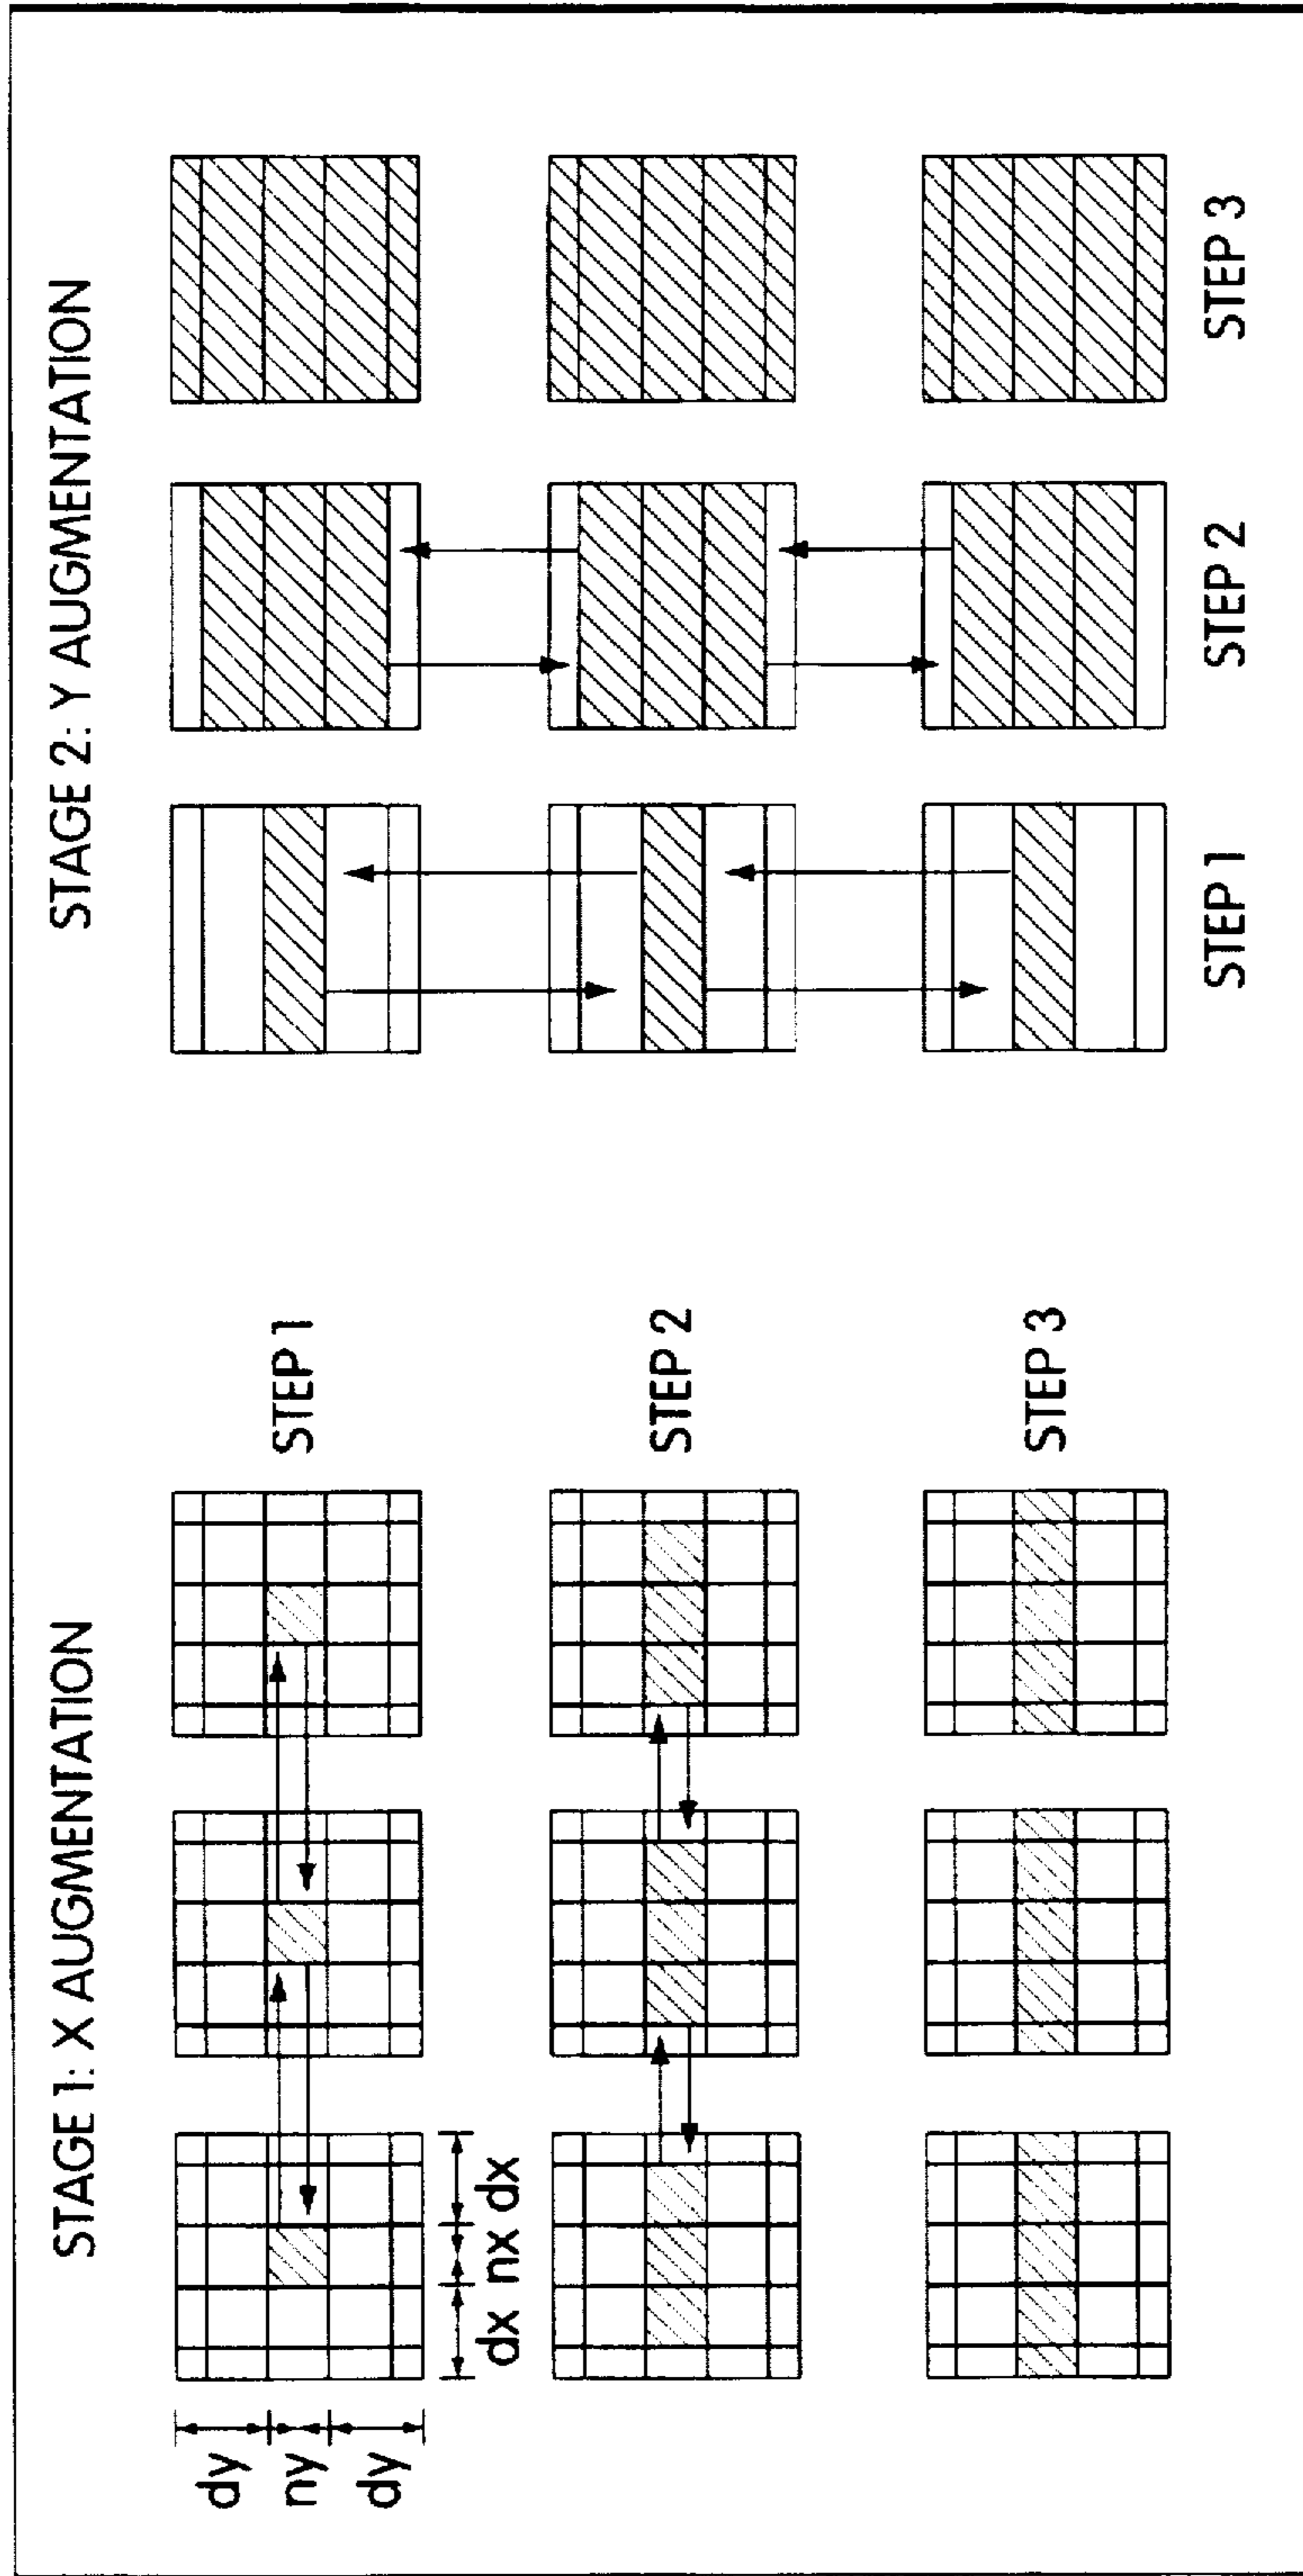 STAGE 1: X AUGMENTATION
dy
ny
dy
dx nx dx
STEP 1
STEP 2
STEP 3
STAGE 2: Y AUGMENTATION
STEP 1
STEP 2
STEP 3